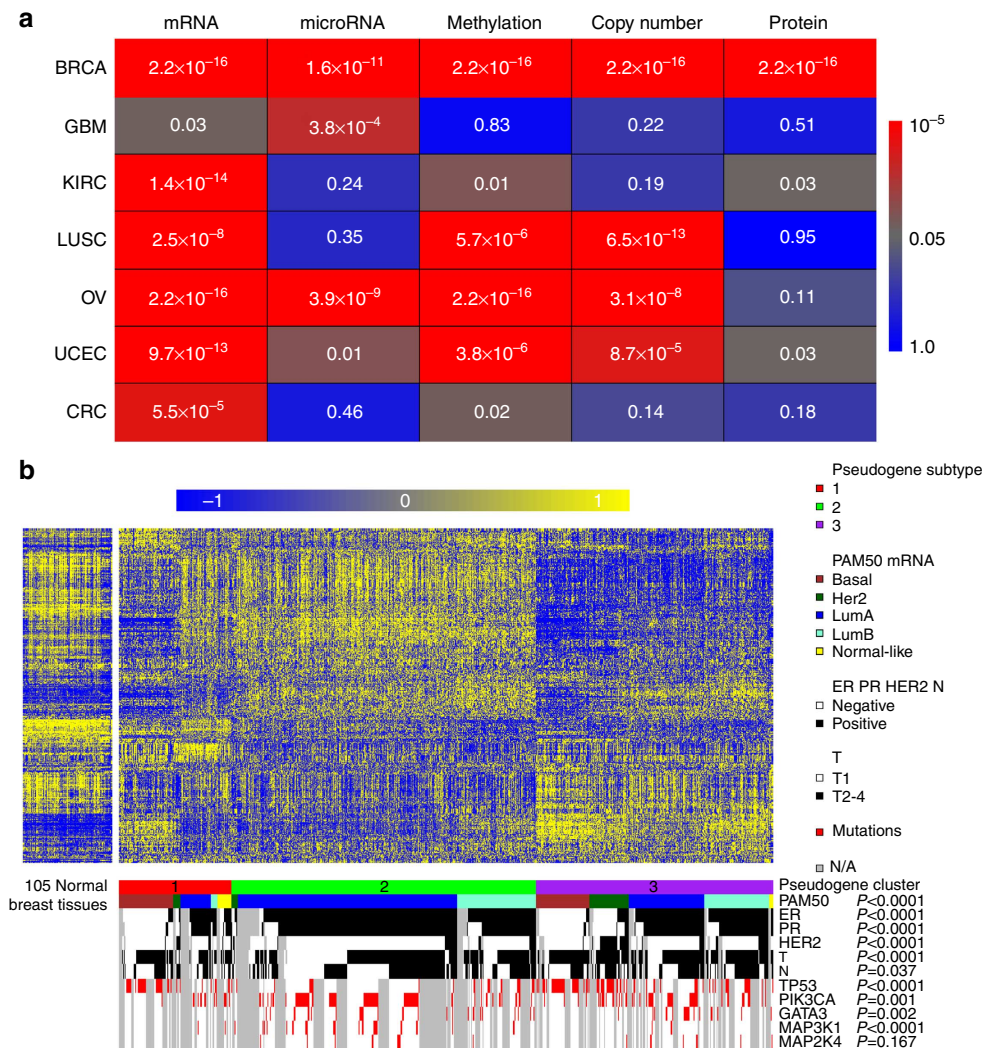 a
mRNA microRNA Methylation Copy number Protein
BRCA 2.2×10⁻¹⁶ 1.6×10⁻¹¹ 2.2×10⁻¹⁶ 2.2×10⁻¹⁶ 2.2×10⁻¹⁶
GBM 0.03 3.8×10⁻⁴ 0.83 0.22 0.51
KIRC 1.4×10⁻¹⁴ 0.24 0.01 0.19 0.03
LUSC 2.5×10⁻⁸ 0.35 5.7×10⁻⁶ 6.5×10⁻¹³ 0.95
OV 2.2×10⁻¹⁶ 3.9×10⁻⁹ 2.2×10⁻¹⁶ 3.1×10⁻⁸ 0.11
UCEC 9.7×10⁻¹³ 0.01 3.8×10⁻⁶ 8.7×10⁻⁵ 0.03
CRC 5.5×10⁻⁵ 0.46 0.02 0.14 0.18
10⁻⁵
0.05
1.0
b
−1 0 1
Pseudogene subtype
1
2
3
PAM50 mRNA
Basal
Her2
LumA
LumB
Normal-like
ER PR HER2 N
Negative
Positive
T
T1
T2-4
Mutations
N/A
105 Normal
breast tissues
1 2 3
Pseudogene cluster
PAM50 P<0.0001
ER P<0.0001
PR P<0.0001
HER2 P<0.0001
T P<0.0001
N P=0.037
TP53 P<0.0001
PIK3CA P=0.001
GATA3 P=0.002
MAP3K1 P<0.0001
MAP2K4 P=0.167